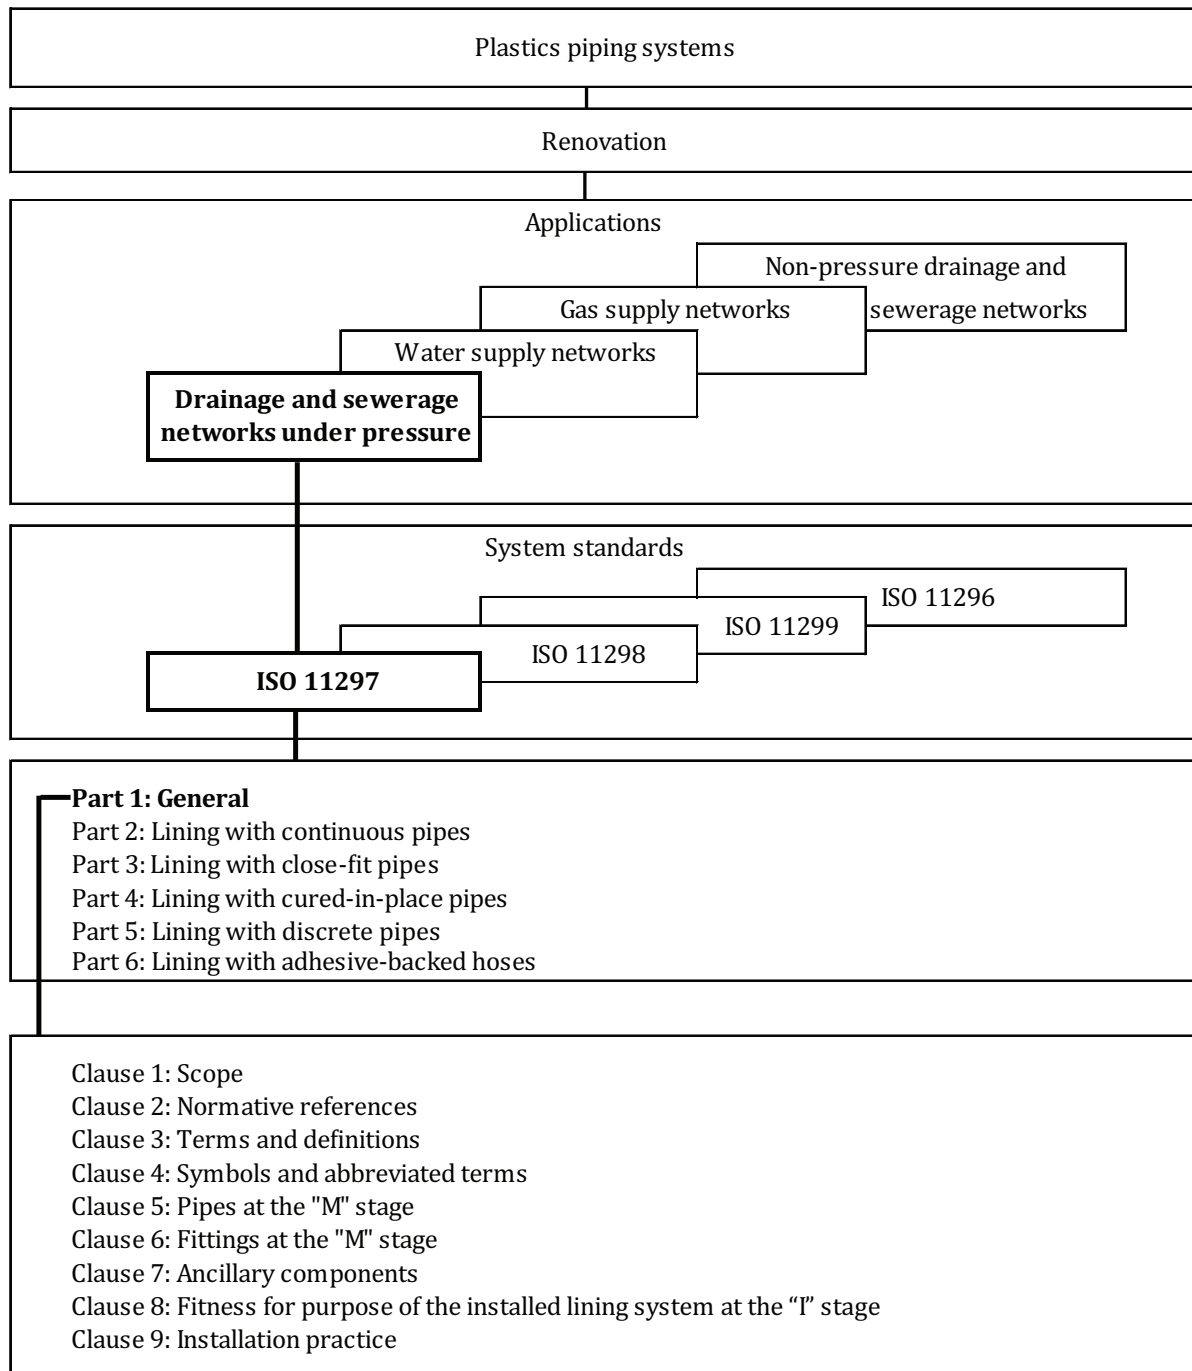 Plastics piping systems
Renovation
Applications
Non-pressure drainage and
sewerage networks
Gas supply networks
Water supply networks
Drainage and sewerage
networks under pressure
System standards
ISO 11296
ISO 11299
ISO 11298
ISO 11297
Part 1: General
Part 2: Lining with continuous pipes
Part 3: Lining with close-fit pipes
Part 4: Lining with cured-in-place pipes
Part 5: Lining with discrete pipes
Part 6: Lining with adhesive-backed hoses
Clause 1: Scope
Clause 2: Normative references
Clause 3: Terms and definitions
Clause 4: Symbols and abbreviated terms
Clause 5: Pipes at the "M" stage
Clause 6: Fittings at the "M" stage
Clause 7: Ancillary components
Clause 8: Fitness for purpose of the installed lining system at the “I” stage
Clause 9: Installation practice